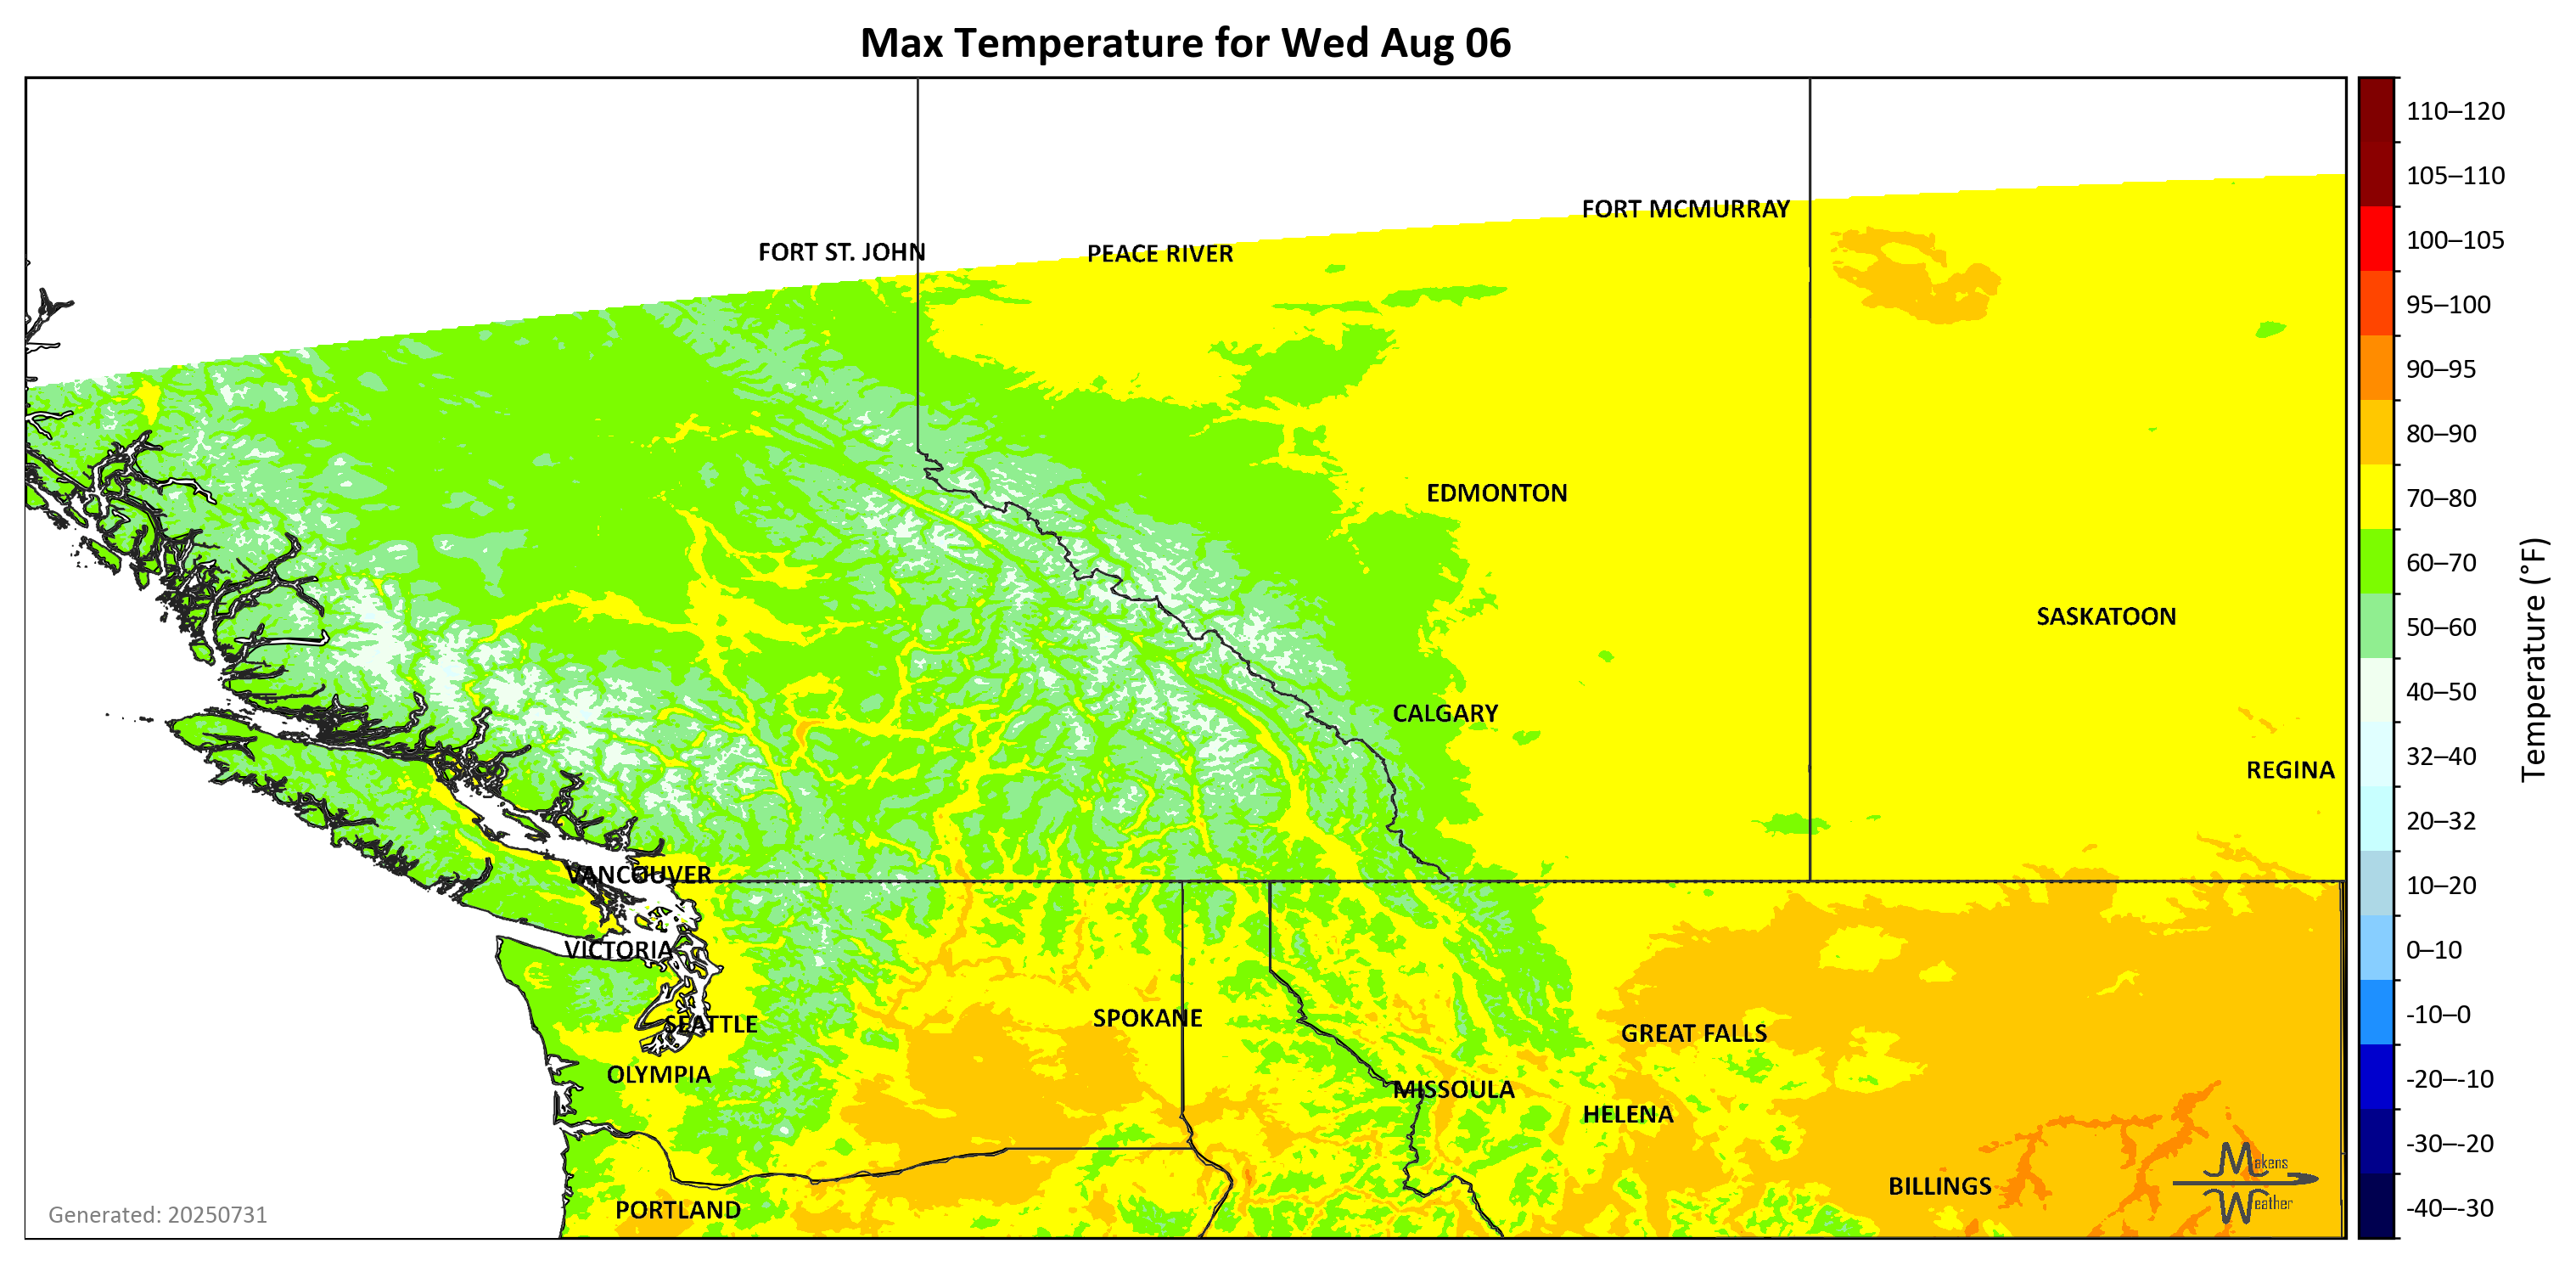 Max Temperature for Wed Aug 06
110–120
105–110
FORT MCMURRAY
100–105
FORT ST. JOHN
PEACE RIVER
95–100
90–95
80–90
EDMONTON
70–80
60–70
SASKATOON
50–60
40–50
CALGARY
32–40
REGINA
Temperature (°F)
20–32
VANCOUVER
10–20
VICTORIA
0–10
SEATTLE
SPOKANE
-10–0
GREAT FALLS
OLYMPIA
-20–-10
MISSOULA
HELENA
-30–-20
Makens
Weather
BILLINGS
PORTLAND
-40–-30
Generated: 20250731